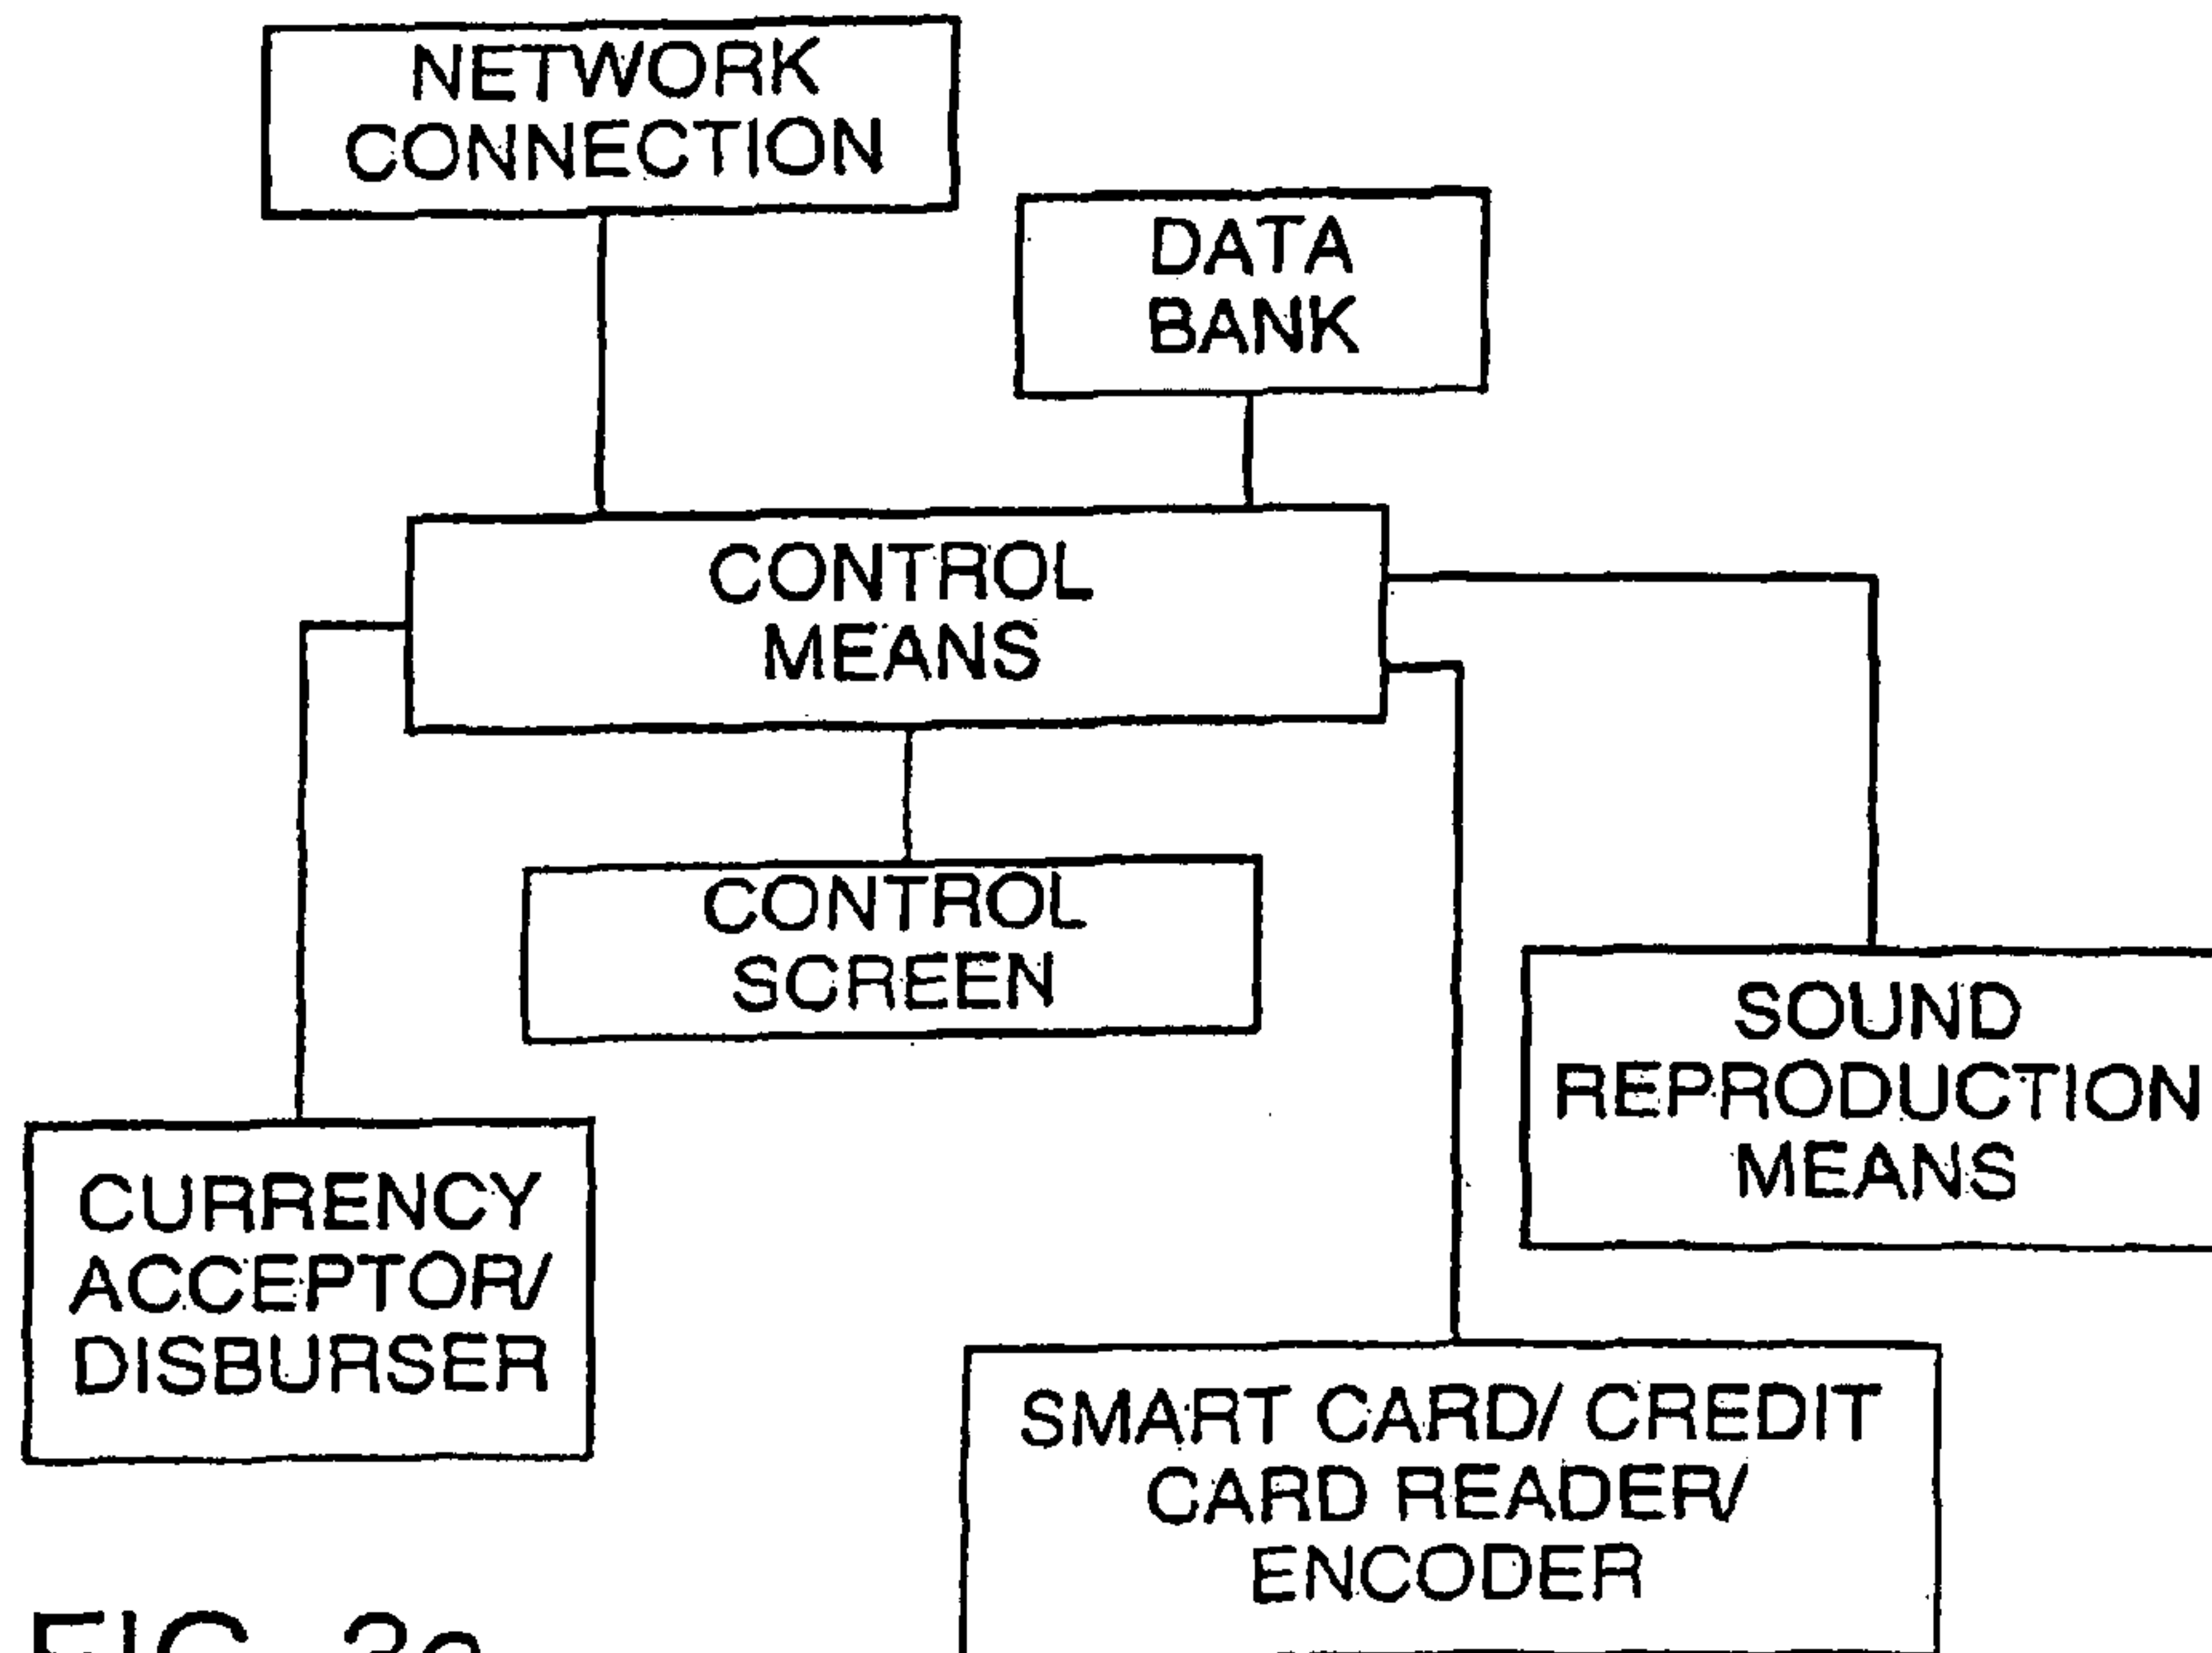 NETWORK
CONNECTION
DATA
BANK
CONTROL
MEANS
CONTROL
SCREEN
SOUND
REPRODUCTION
MEANS
CURRENCY
ACCEPTOR/
DISBURSER
SMART CARD/ CREDIT
CARD READER/
ENCODER
FIG.